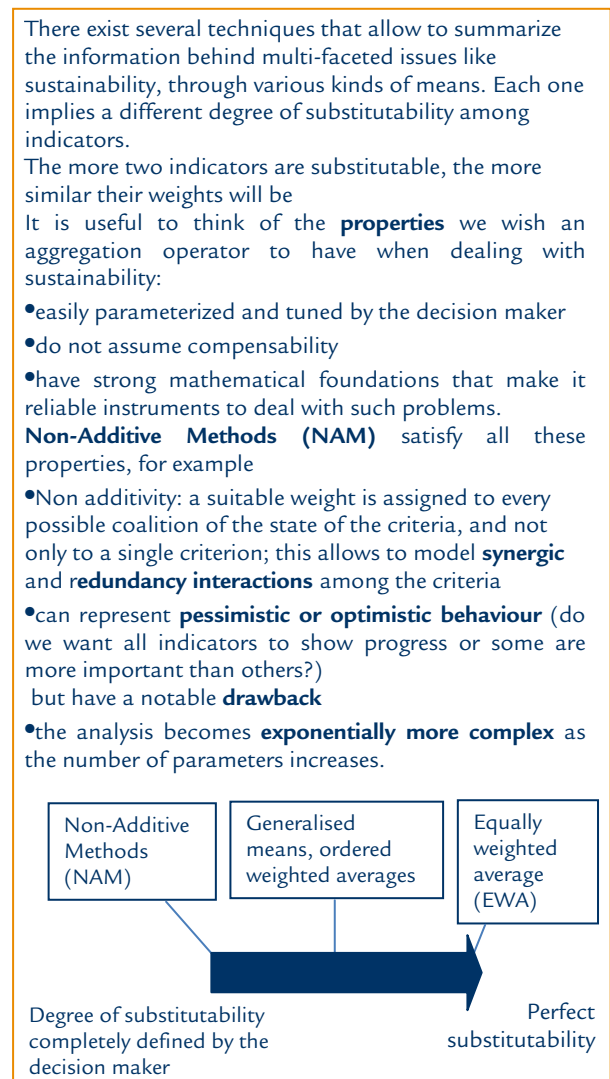 There exist several techniques that allow to summarize
the information behind multi-faceted issues like
sustainability, through various kinds of means. Each one
implies a different degree of substitutability among
indicators.
The more two indicators are substitutable, the more
similar their weights will be
It is useful to think of the properties we wish an
aggregation operator to have when dealing with
sustainability:
•easily parameterized and tuned by the decision maker
•do not assume compensability
•have strong mathematical foundations that make it
reliable instruments to deal with such problems.
Non-Additive Methods (NAM) satisfy all these
properties, for example
•Non additivity: a suitable weight is assigned to every
possible coalition of the state of the criteria, and not
only to a single criterion; this allows to model synergic
and redundancy interactions among the criteria
•can represent pessimistic or optimistic behaviour (do
we want all indicators to show progress or some are
more important than others?)
but have a notable drawback
•the analysis becomes exponentially more complex as
the number of parameters increases.
Non-Additive
Methods
(NAM)
Generalised
means, ordered
weighted averages
Equally
weighted
average
(EWA)
Degree of substitutability
completely defined by the
decision maker
Perfect
substitutability